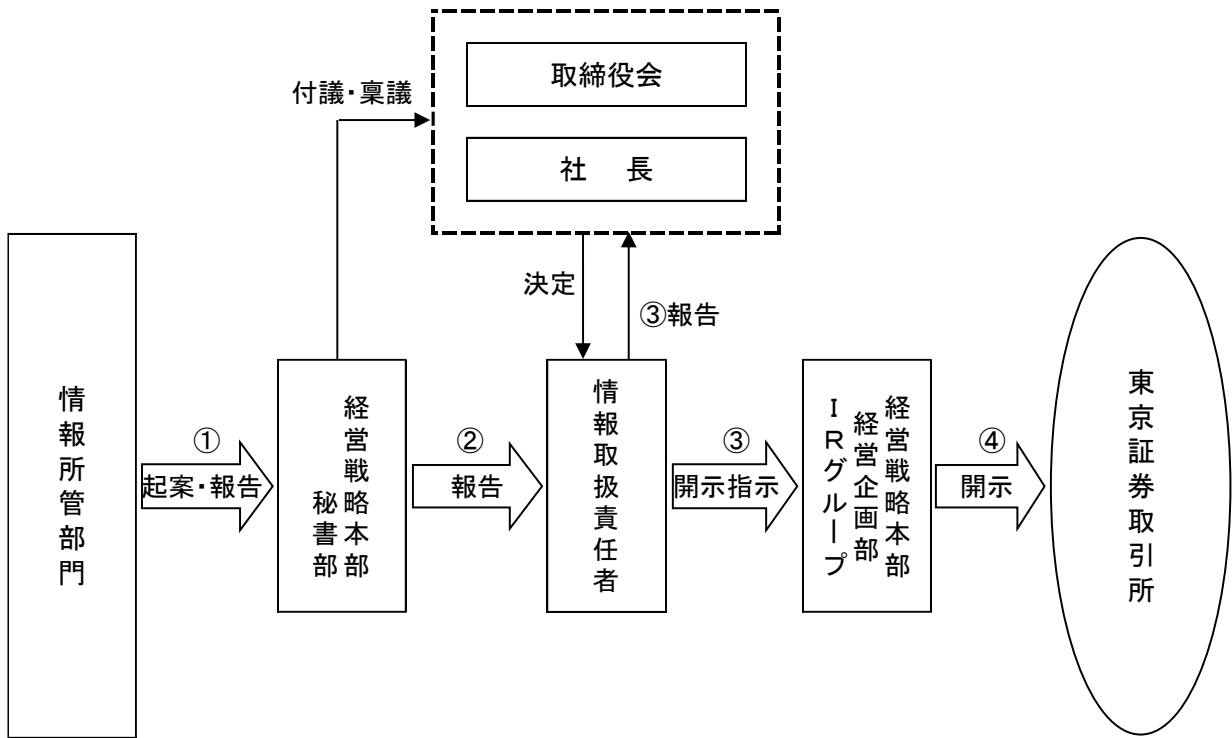 取締役会
付議・稟議
社　長
決定
③報告
情報所管部門
①
起案・報告
経営戦略本部
秘書部
②
報告
情報取扱責任者
③
開示指示
経営戦略本部
経営企画部
ＩＲグループ
④
開示
東京証券取引所